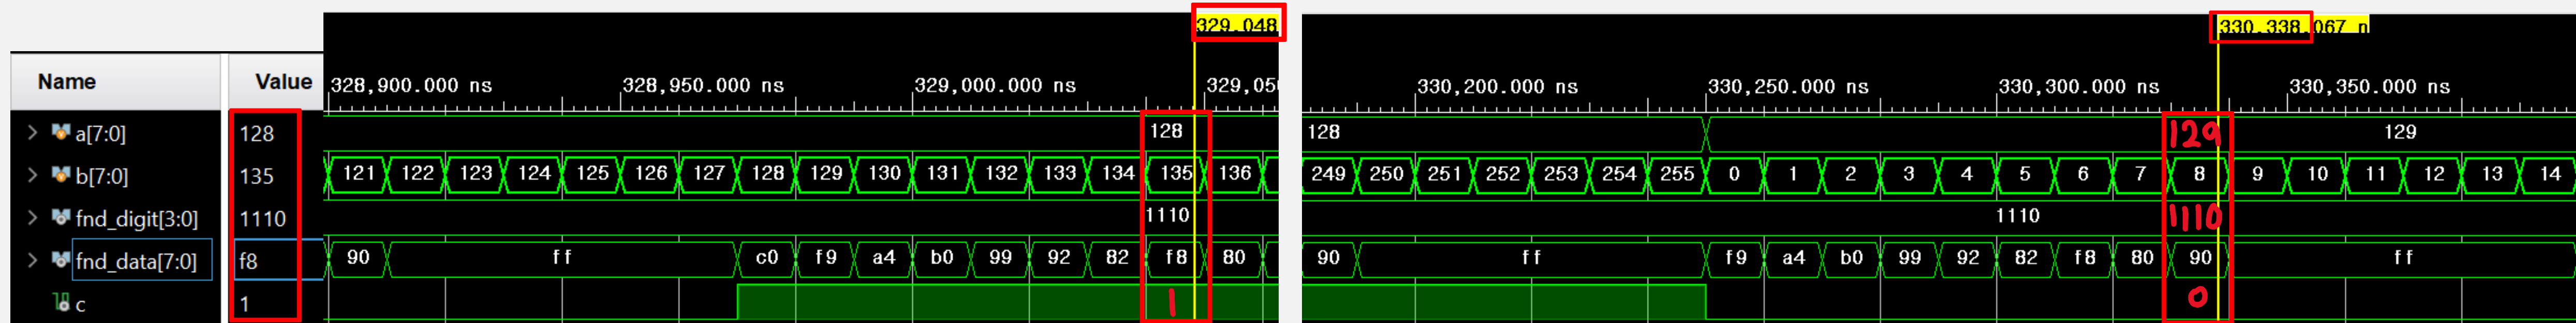 329.048
330.338.067 n
Name Value 328,900.000 ns 328,950.000 ns 329,000.000 ns 329,05 330,200.000 ns 330,250.000 ns 330,300.000 ns 330,350.000 ns
a[7:0] 128 128 128 129 129
b[7:0] 135 121 122 123 124 125 126 127 128 129 130 131 132 133 134 135 136 249 250 251 252 253 254 255 0 1 2 3 4 5 6 7 8 9 10 11 12 13 14
fnd_digit[3:0] 1110 1110 1110 1110
fnd_data[7:0] f8 90 ff c0 f9 a4 b0 99 92 82 f8 80 90 ff f9 a4 b0 99 92 82 f8 80 90 ff
c 1 1 0